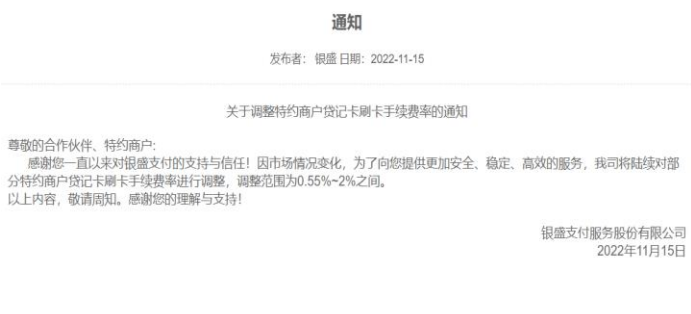 通知
发布者： 银盛 日期：2022-11-15
关于调整特约商户贷记卡刷卡手续费率的通知
尊敬的合作伙伴、特约商户：
感谢您一直以来对银盛支付的支持与信任！因市场情况变化，为了向您提供更加安全、稳定、高效的服务，我司将陆续对部
分特约商户贷记卡刷卡手续费率进行调整，调整范围为0.55%~2%之间。
以上内容，敬请周知。感谢您的理解与支持！
银盛支付服务股份有限公司
2022年11月15日